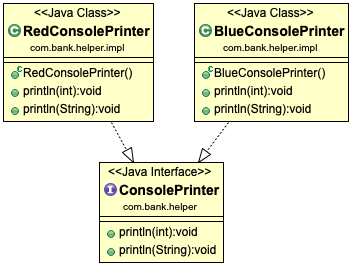 <<Java Class>>
RedConsolePrinter
com.bank.helper.impl
RedConsolePrinter()
println(int):void
println(String):void
<<Java Class>>
BlueConsolePrinter
com.bank.helper.impl
BlueConsolePrinter()
println(int):void
println(String):void
<<Java Interface>>
ConsolePrinter
com.bank.helper
println(int):void
println(String):void